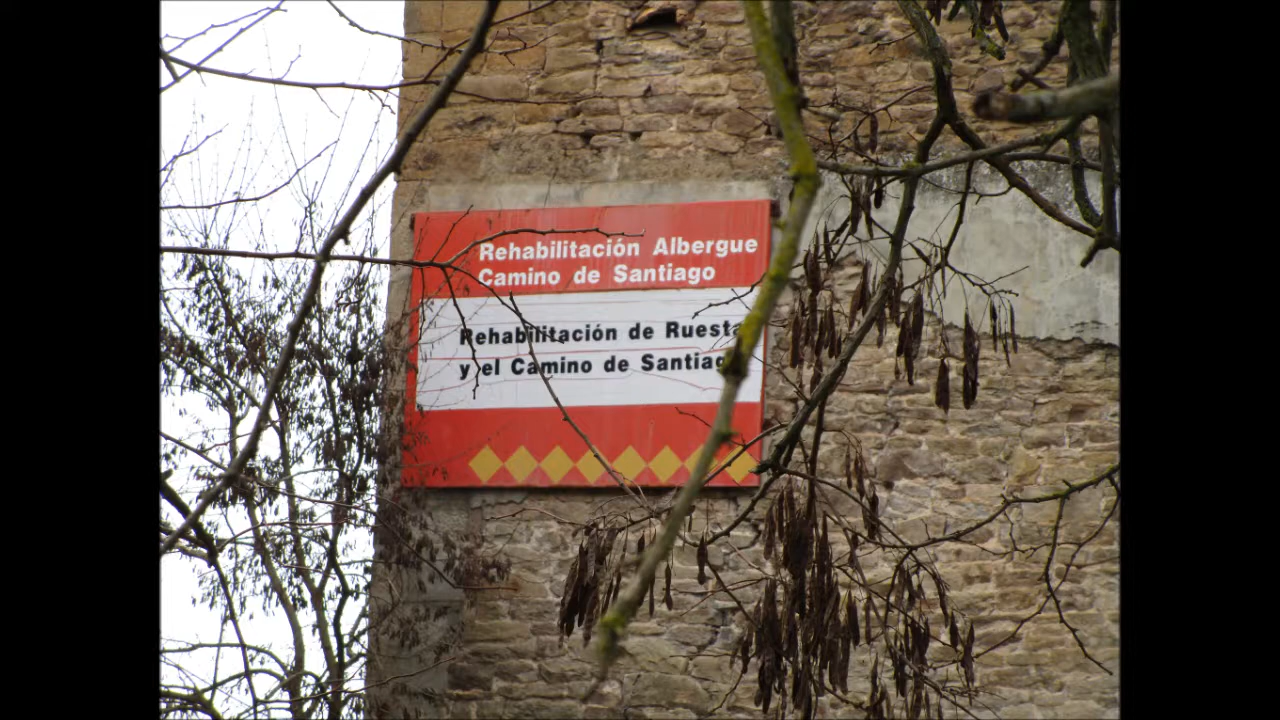 Rehabilitación Albergue
Camino de Santiago
Rehabilitación de Ruesta
y el Camino de Santiago